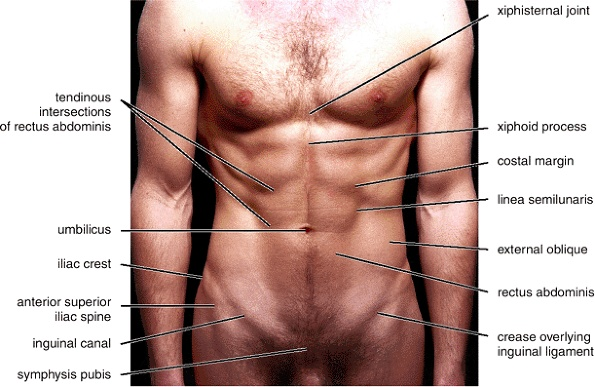 xiphisternal joint
tendinous
intersections
of rectus abdominis
xiphoid process
costal margin
linea semilunaris
umbilicus
external oblique
iliac crest
rectus abdominis
anterior superior
iliac spine
inguinal canal
crease overlying
inguinal ligament
symphysis pubis